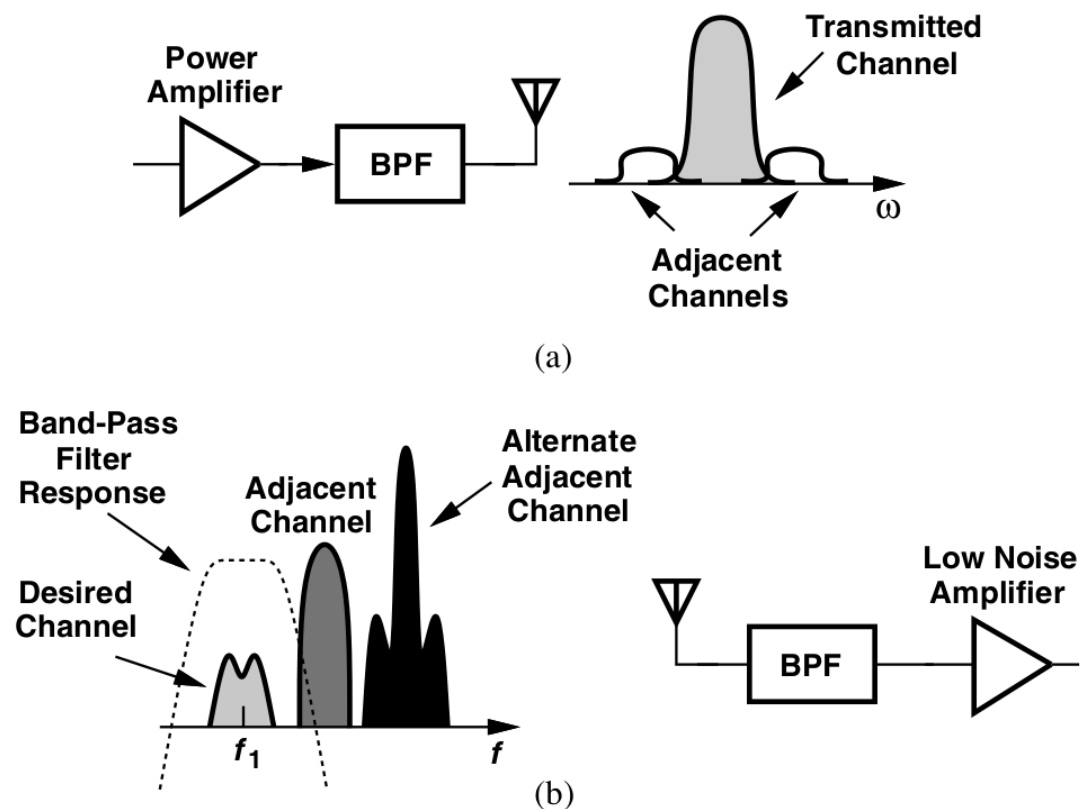 Power
Amplifier
BPF
Transmitted
Channel
ω
Adjacent
Channels
(a)
Band-Pass
Filter
Response
Desired
Channel
Adjacent
Channel
Alternate
Adjacent
Channel
f1
f
BPF
Low Noise
Amplifier
(b)